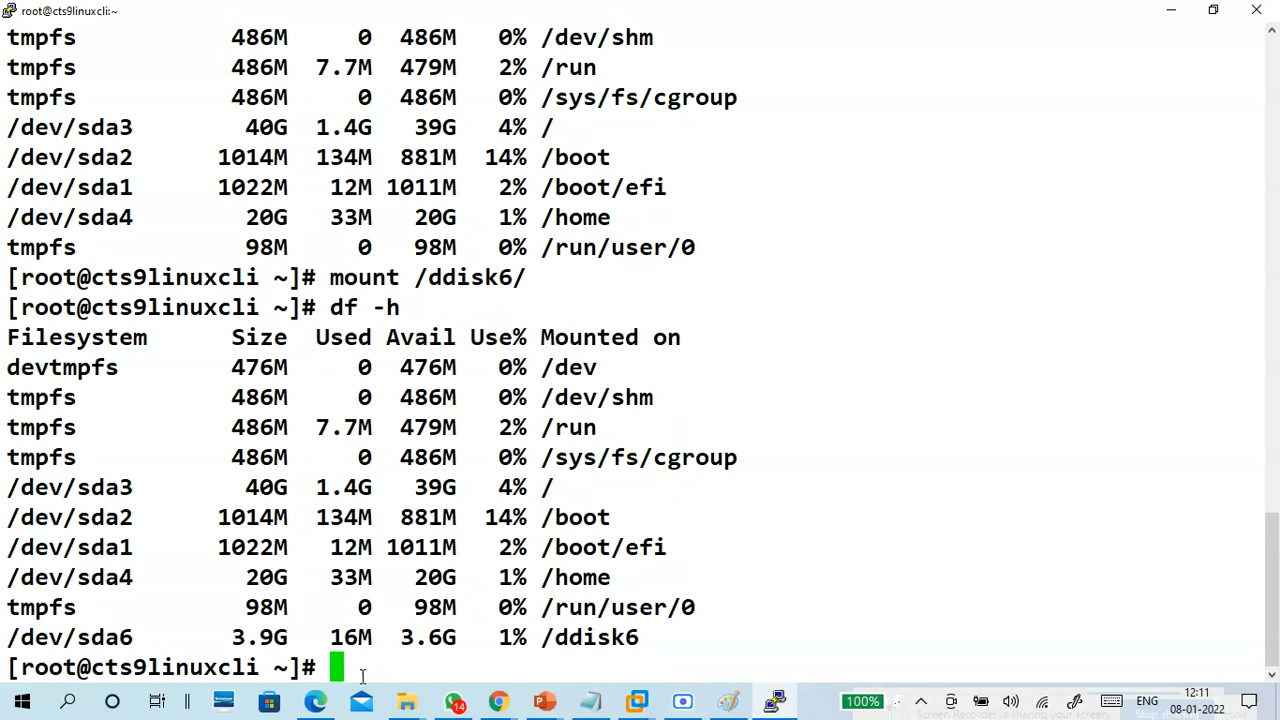 root@cts9linuxcli:~
tmpfs 486M 0 486M 0% /dev/shm
tmpfs 486M 7.7M 479M 2% /run
tmpfs 486M 0 486M 0% /sys/fs/cgroup
/dev/sda3 40G 1.4G 39G 4% /
/dev/sda2 1014M 134M 881M 14% /boot
/dev/sda1 1022M 12M 1011M 2% /boot/efi
/dev/sda4 20G 33M 20G 1% /home
tmpfs 98M 0 98M 0% /run/user/0
[root@cts9linuxcli ~]# mount /ddisk6/
[root@cts9linuxcli ~]# df -h
Filesystem Size Used Avail Use% Mounted on
devtmpfs 476M 0 476M 0% /dev
tmpfs 486M 0 486M 0% /dev/shm
tmpfs 486M 7.7M 479M 2% /run
tmpfs 486M 0 486M 0% /sys/fs/cgroup
/dev/sda3 40G 1.4G 39G 4% /
/dev/sda2 1014M 134M 881M 14% /boot
/dev/sda1 1022M 12M 1011M 2% /boot/efi
/dev/sda4 20G 33M 20G 1% /home
tmpfs 98M 0 98M 0% /run/user/0
/dev/sda6 3.9G 16M 3.6G 1% /ddisk6
[root@cts9linuxcli ~]#
14 100% ENG 12:11
08-01-2022
Screen Recorder is sharing your screen.